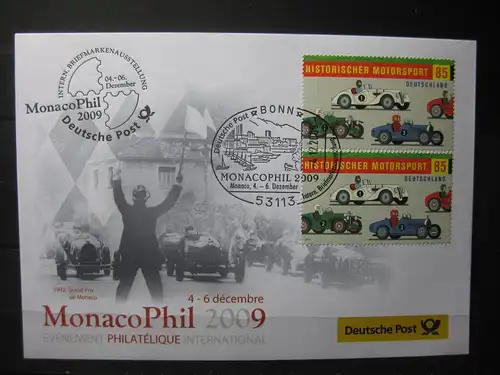 INTERN. BRIEFMARKENAUSSTELLUNG
04.-06.
Dezember
MonacoPhil
2009
Deutsche Post
HISTORISCHER MOTORSPORT 85
DEUTSCHLAND
HISTORISCHER MOTORSPORT 85
DEUTSCHLAND
BONN
Deutsche Post
MONACOPHIL 2009
Monaco, 4. - 6. Dezember
53113
Grand Prix
de Monaco
4 - 6 décembre
MonacoPhil 2009
EVENEMENT PHILATÉLIQUE INTERNATIONAL
Deutsche Post